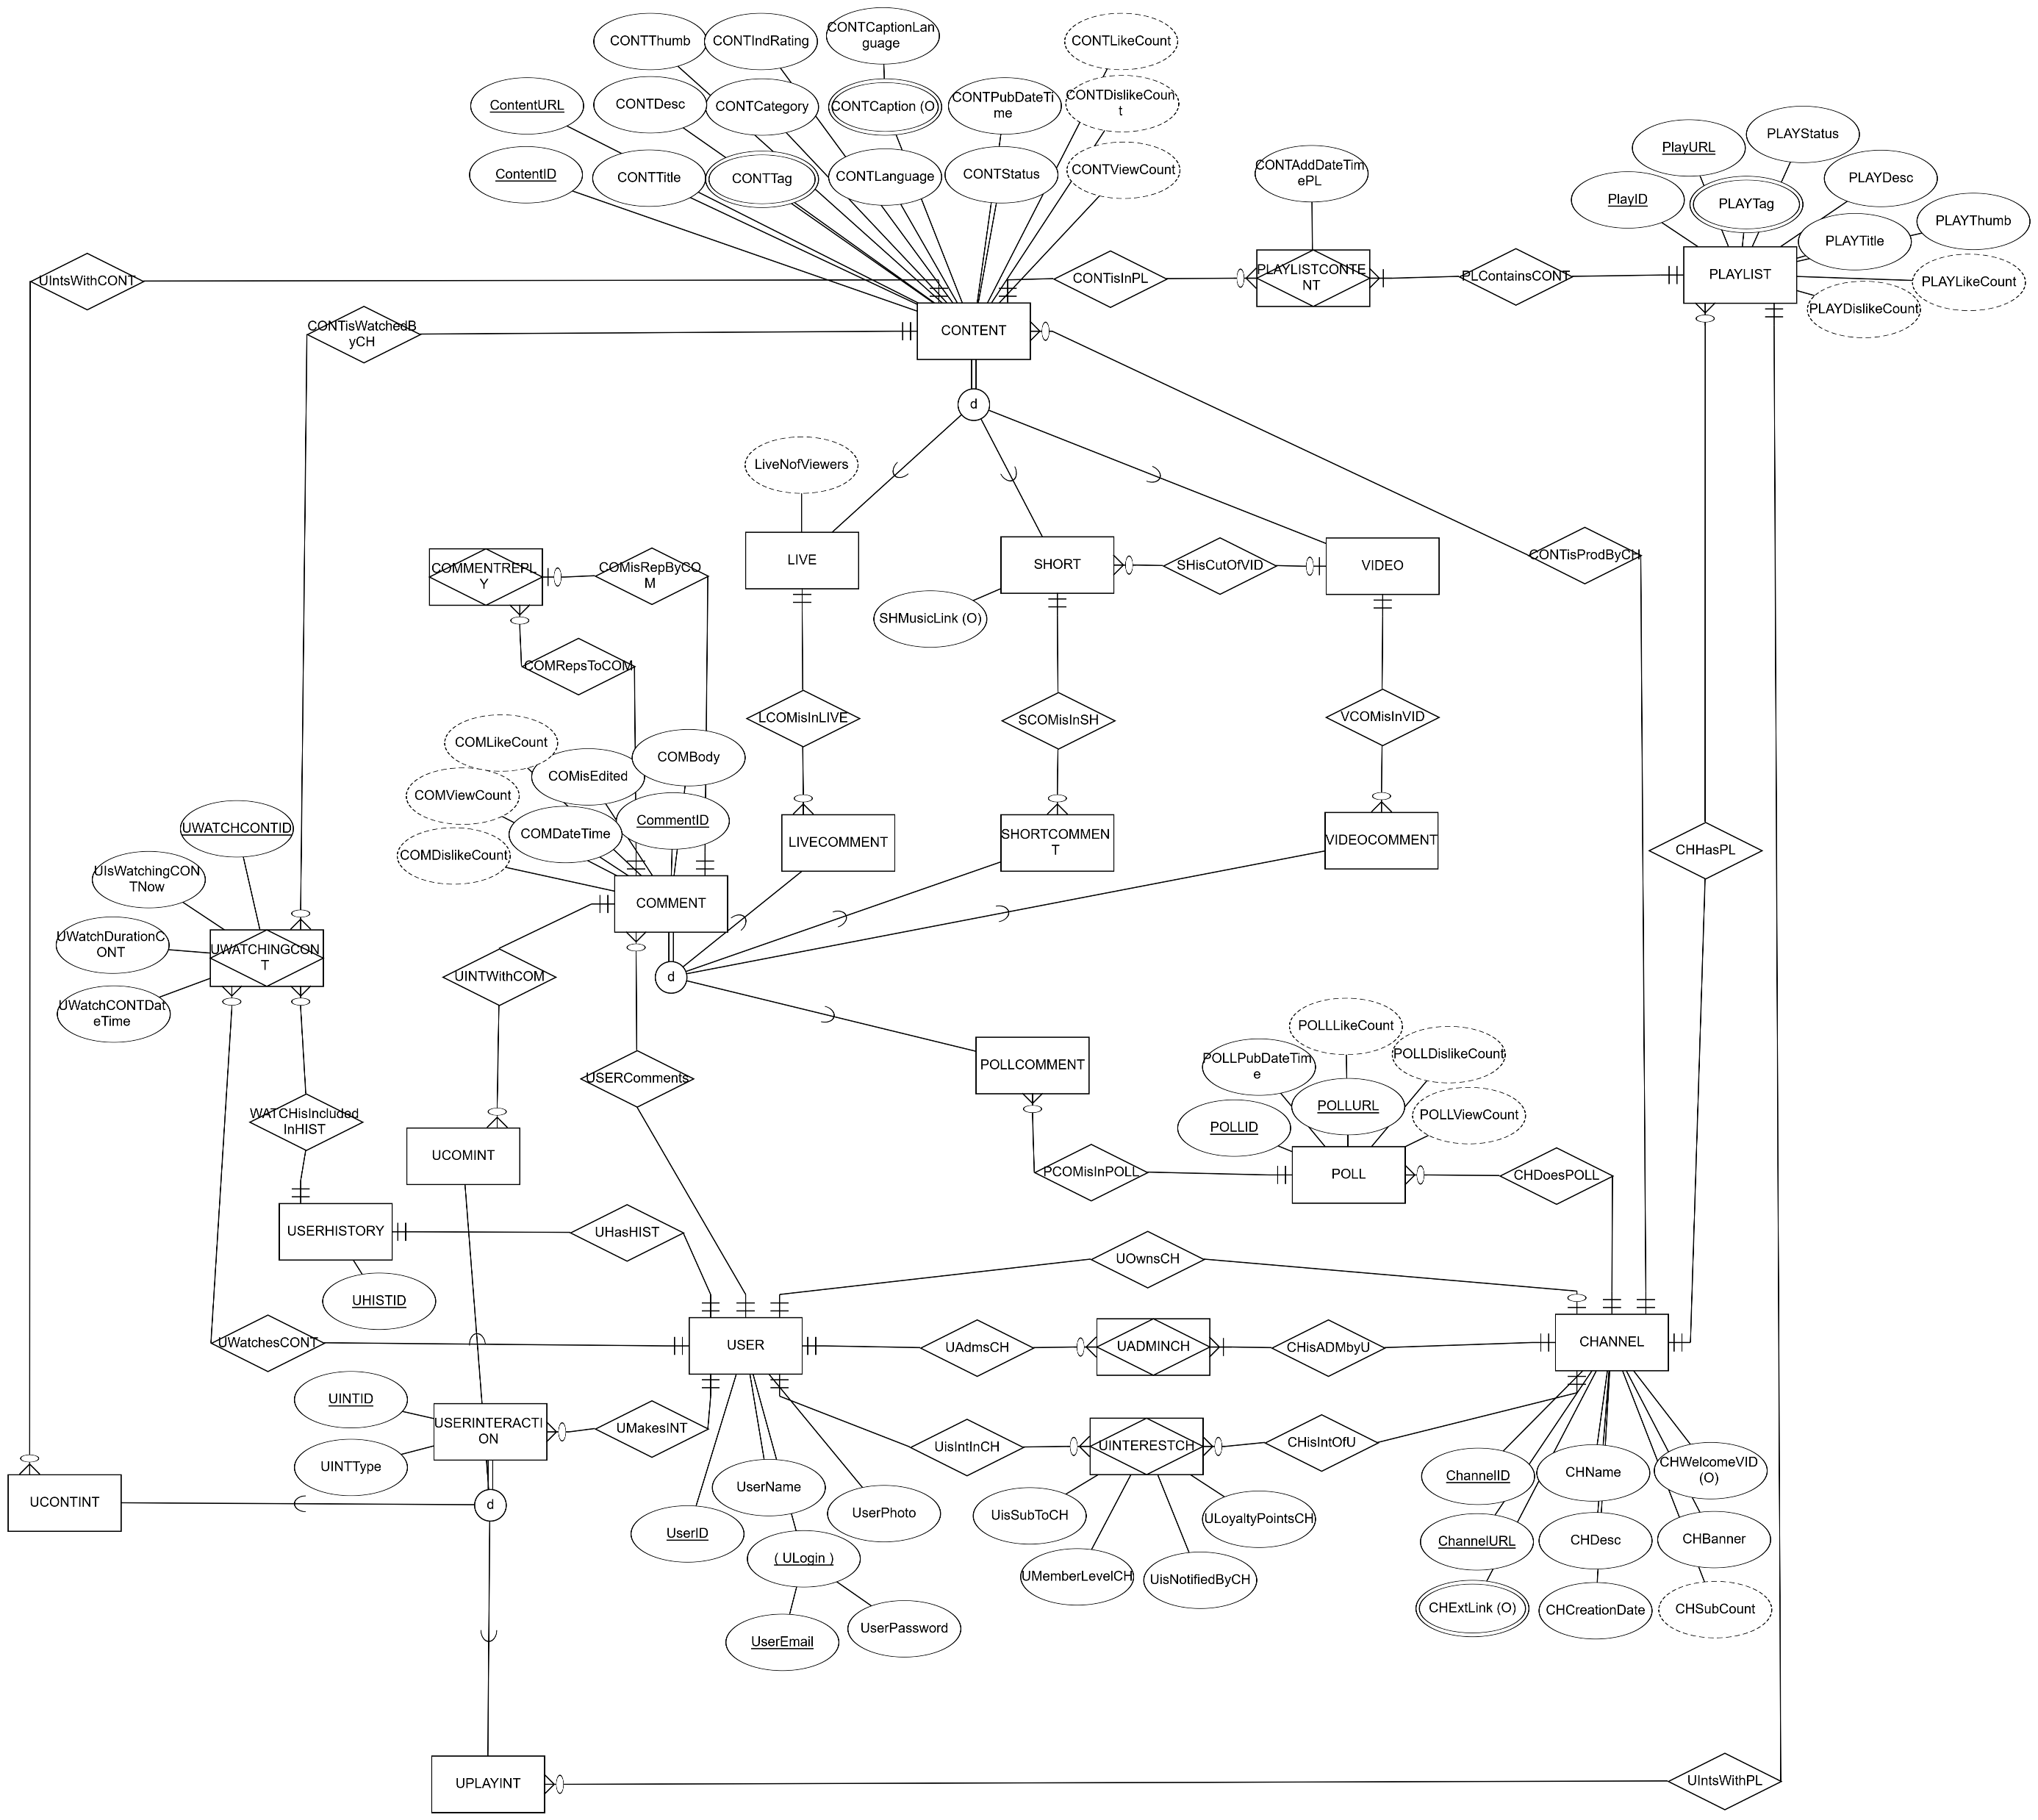 CONTThumb
CONTIndRating
CONTCaptionLan
guage
CONTLikeCount
ContentURL
CONTDesc
CONTCategory
CONTCaption (O)
CONTPubDateTi
me
CONTDislikeCoun
t
ContentID
CONTTitle
CONTTag
CONTLanguage
CONTStatus
CONTViewCount
CONTAddDateTim
ePL
PlayURL
PLAYStatus
PlayID
PLAYTag
PLAYDesc
PLAYTitle
PLAYThumb
UIntsWithCONT
CONTisInPL
PLAYLISTCONTE
NT
PLContainsCONT
PLAYLIST
PLAYLikeCount
PLAYDislikeCount
CONTisWatchedB
yCH
CONTENT
d
LiveNofViewers
COMMENTREPL
Y
COMisRepByCO
M
LIVE
SHORT
SHisCutOfVID
VIDEO
CONTisProdByCH
SHMusicLink (O)
COMRepsToCOM
LCOMisInLIVE
SCOMisInSH
VCOMisInVID
COMLikeCount
COMisEdited
COMBody
COMViewCount
COMDateTime
CommentID
COMDislikeCount
LIVECOMMENT
SHORTCOMMEN
T
VIDEOCOMMENT
CHHasPL
UWATCHCONTID
UIsWatchingCON
TNow
COMMENT
UWatchDurationC
ONT
UWATCHINGCON
T
UWatchCONTDat
eTime
UINTWithCOM
d
USERComments
POLLCOMMENT
POLLLikeCount
POLLPubDateTim
e
POLLDislikeCount
POLLID
POLLURL
POLLViewCount
WATCHisIncluded
InHIST
UCOMINT
PCOMisInPOLL
POLL
CHDoesPOLL
USERHISTORY
UHasHIST
UOwnsCH
UHISTID
UWatchesCONT
USER
UAdmsCH
UADMINCH
CHisADMbyU
CHANNEL
UINTID
USERINTERACTI
ON
UMakesINT
UINTType
UisIntInCH
UINTERESTCH
CHisIntOfU
UCONTINT
d
UserName
UserPhoto
UserID
( ULogin )
UserEmail
UserPassword
UisSubToCH
ULoyaltyPointsCH
UMemberLevelCH
UisNotifiedByCH
ChannelID
CHName
CHWelcomeVID
(O)
ChannelURL
CHDesc
CHBanner
CHExtLink (O)
CHCreationDate
CHSubCount
UPLAYINT
UIntsWithPL